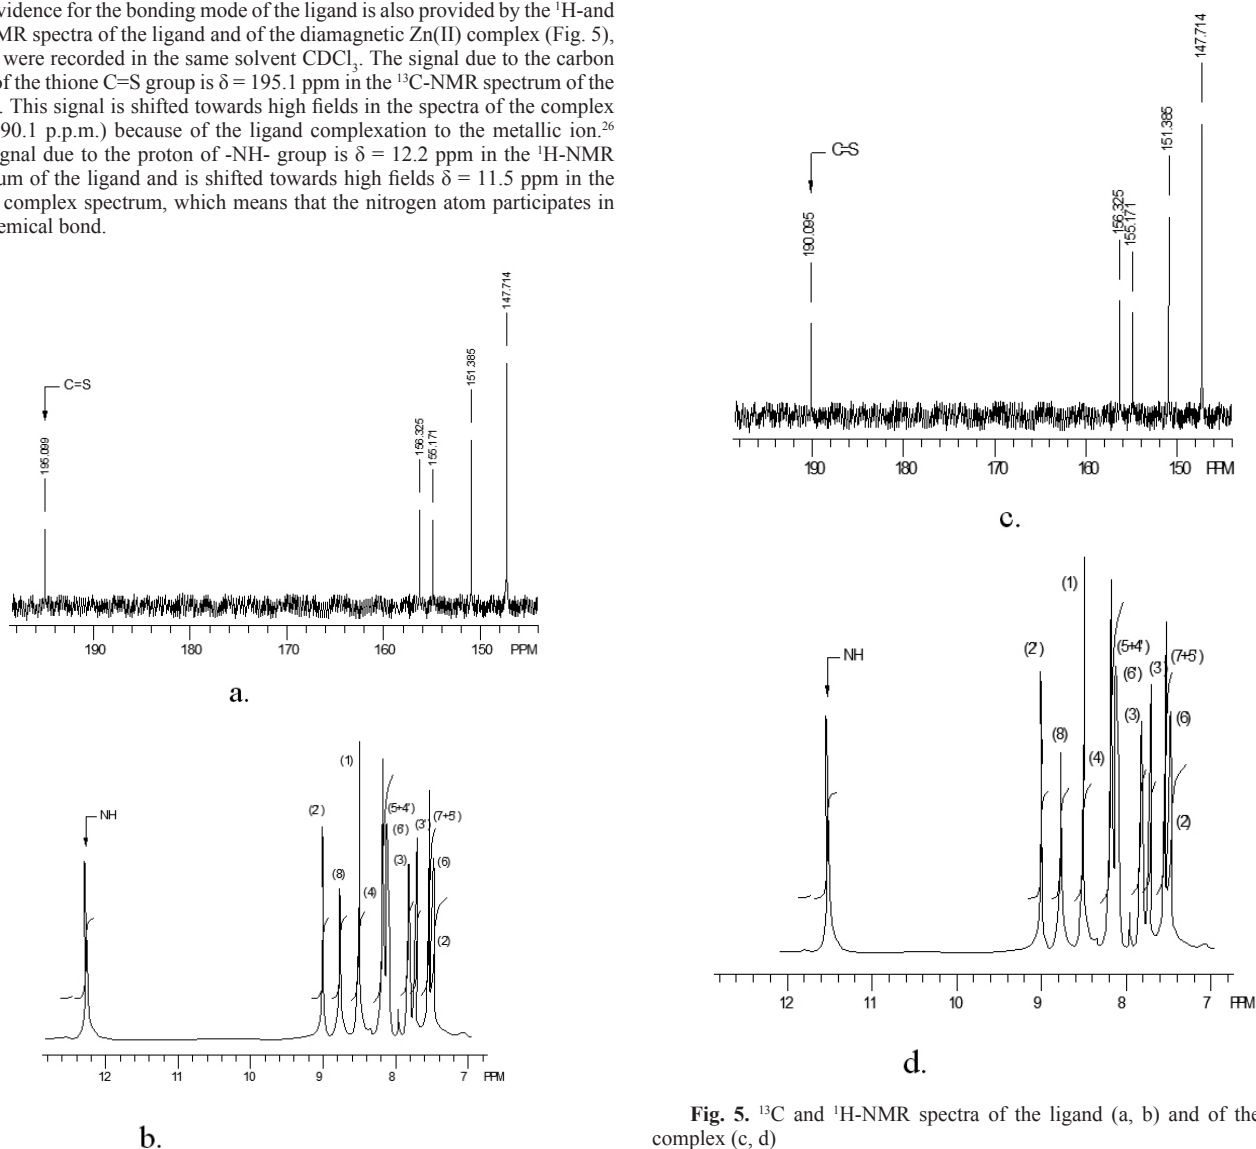 vidence for the bonding mode of the ligand is also provided by the ¹H-and
MR spectra of the ligand and of the diamagnetic Zn(II) complex (Fig. 5),
were recorded in the same solvent CDCl₃. The signal due to the carbon
of the thione C=S group is δ = 195.1 ppm in the ¹³C-NMR spectrum of the
. This signal is shifted towards high fields in the spectra of the complex
90.1 p.p.m.) because of the ligand complexation to the metallic ion.²⁶
gnal due to the proton of -NH- group is δ = 12.2 ppm in the ¹H-NMR
um of the ligand and is shifted towards high fields δ = 11.5 ppm in the
complex spectrum, which means that the nitrogen atom participates in
emical bond.
147.714
151.385
C=S
156.325
155.171
195.099
190 180 170 160 150 PPM
a.
(1)
NH
(2')
(5+4')
(7+5')
(6')
(3')
(3)
(6)
(8)
(4)
(2)
12 11 10 9 8 7 PPM
b.
147.714
151.385
C=S
156.325
155.171
190.095
190 180 170 160 150 PPM
c.
(1)
NH
(2')
(5+4')
(7+5')
(6')
(3')
(3)
(6)
(8)
(4)
(2)
12 11 10 9 8 7 PPM
d.
Fig. 5. ¹³C and ¹H-NMR spectra of the ligand (a, b) and of the
complex (c, d)